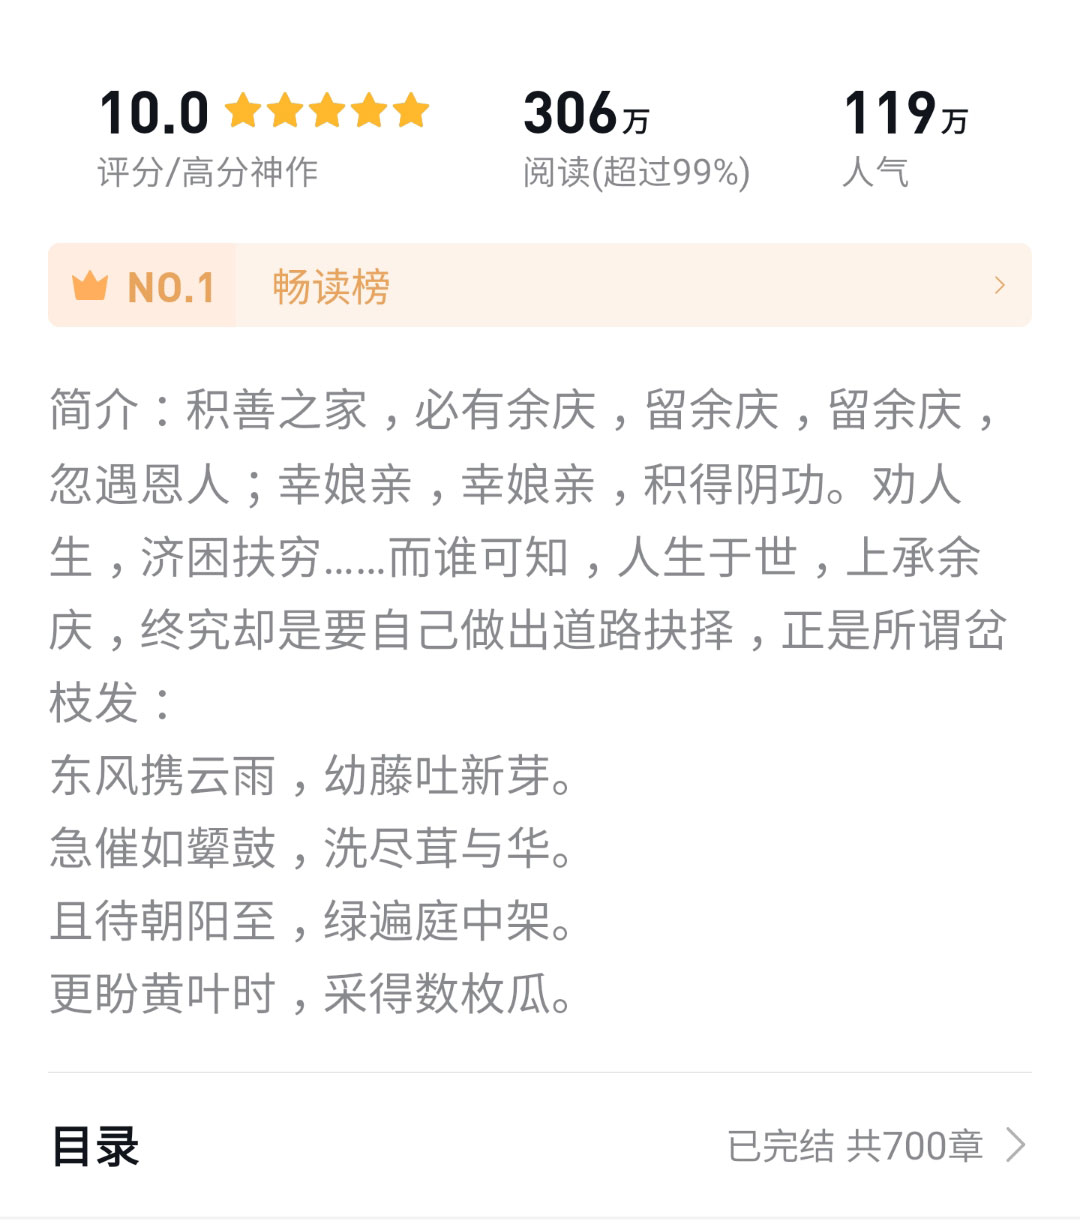 10.0 306万 119万
评分/高分神作 阅读(超过99%) 人气
NO.1 畅读榜
简介：积善之家，必有余庆，留余庆，留余庆，
忽遇恩人；幸娘亲，幸娘亲，积得阴功。劝人
生，济困扶穷……而谁可知，人生于世，上承余
庆，终究却是要自己做出道路抉择，正是所谓岔
枝发：
东风携云雨，幼藤吐新芽。
急催如颦鼓，洗尽茸与华。
且待朝阳至，绿遍庭中架。
更盼黄叶时，采得数枚瓜。
目录 已完结 共700章